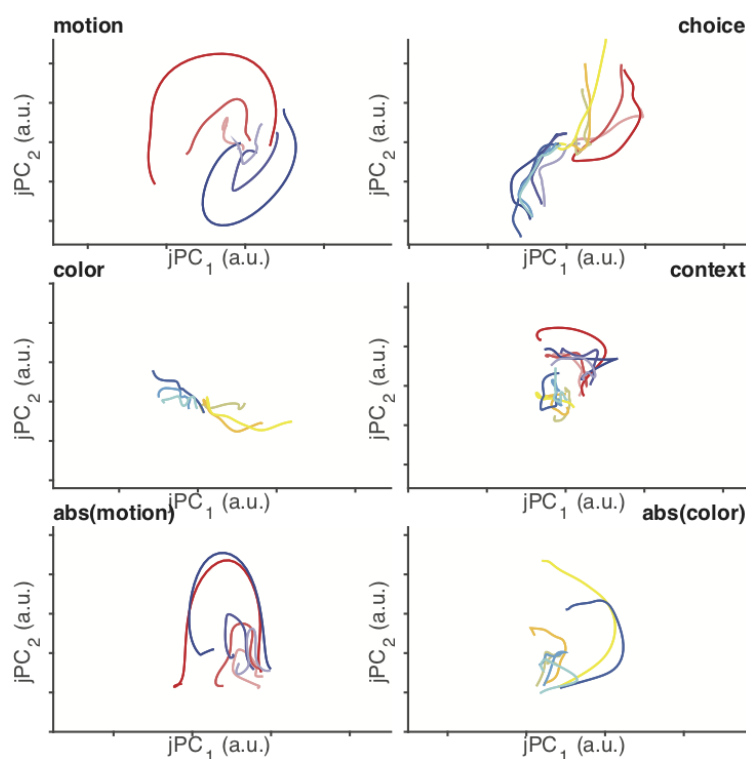 motion
choice
jPC2 (a.u.)
jPC2 (a.u.)
jPC1 (a.u.)
jPC1 (a.u.)
color
context
jPC2 (a.u.)
jPC2 (a.u.)
jPC1 (a.u.)
jPC1 (a.u.)
abs(motion)
abs(color)
jPC2 (a.u.)
jPC2 (a.u.)
jPC1 (a.u.)
jPC1 (a.u.)